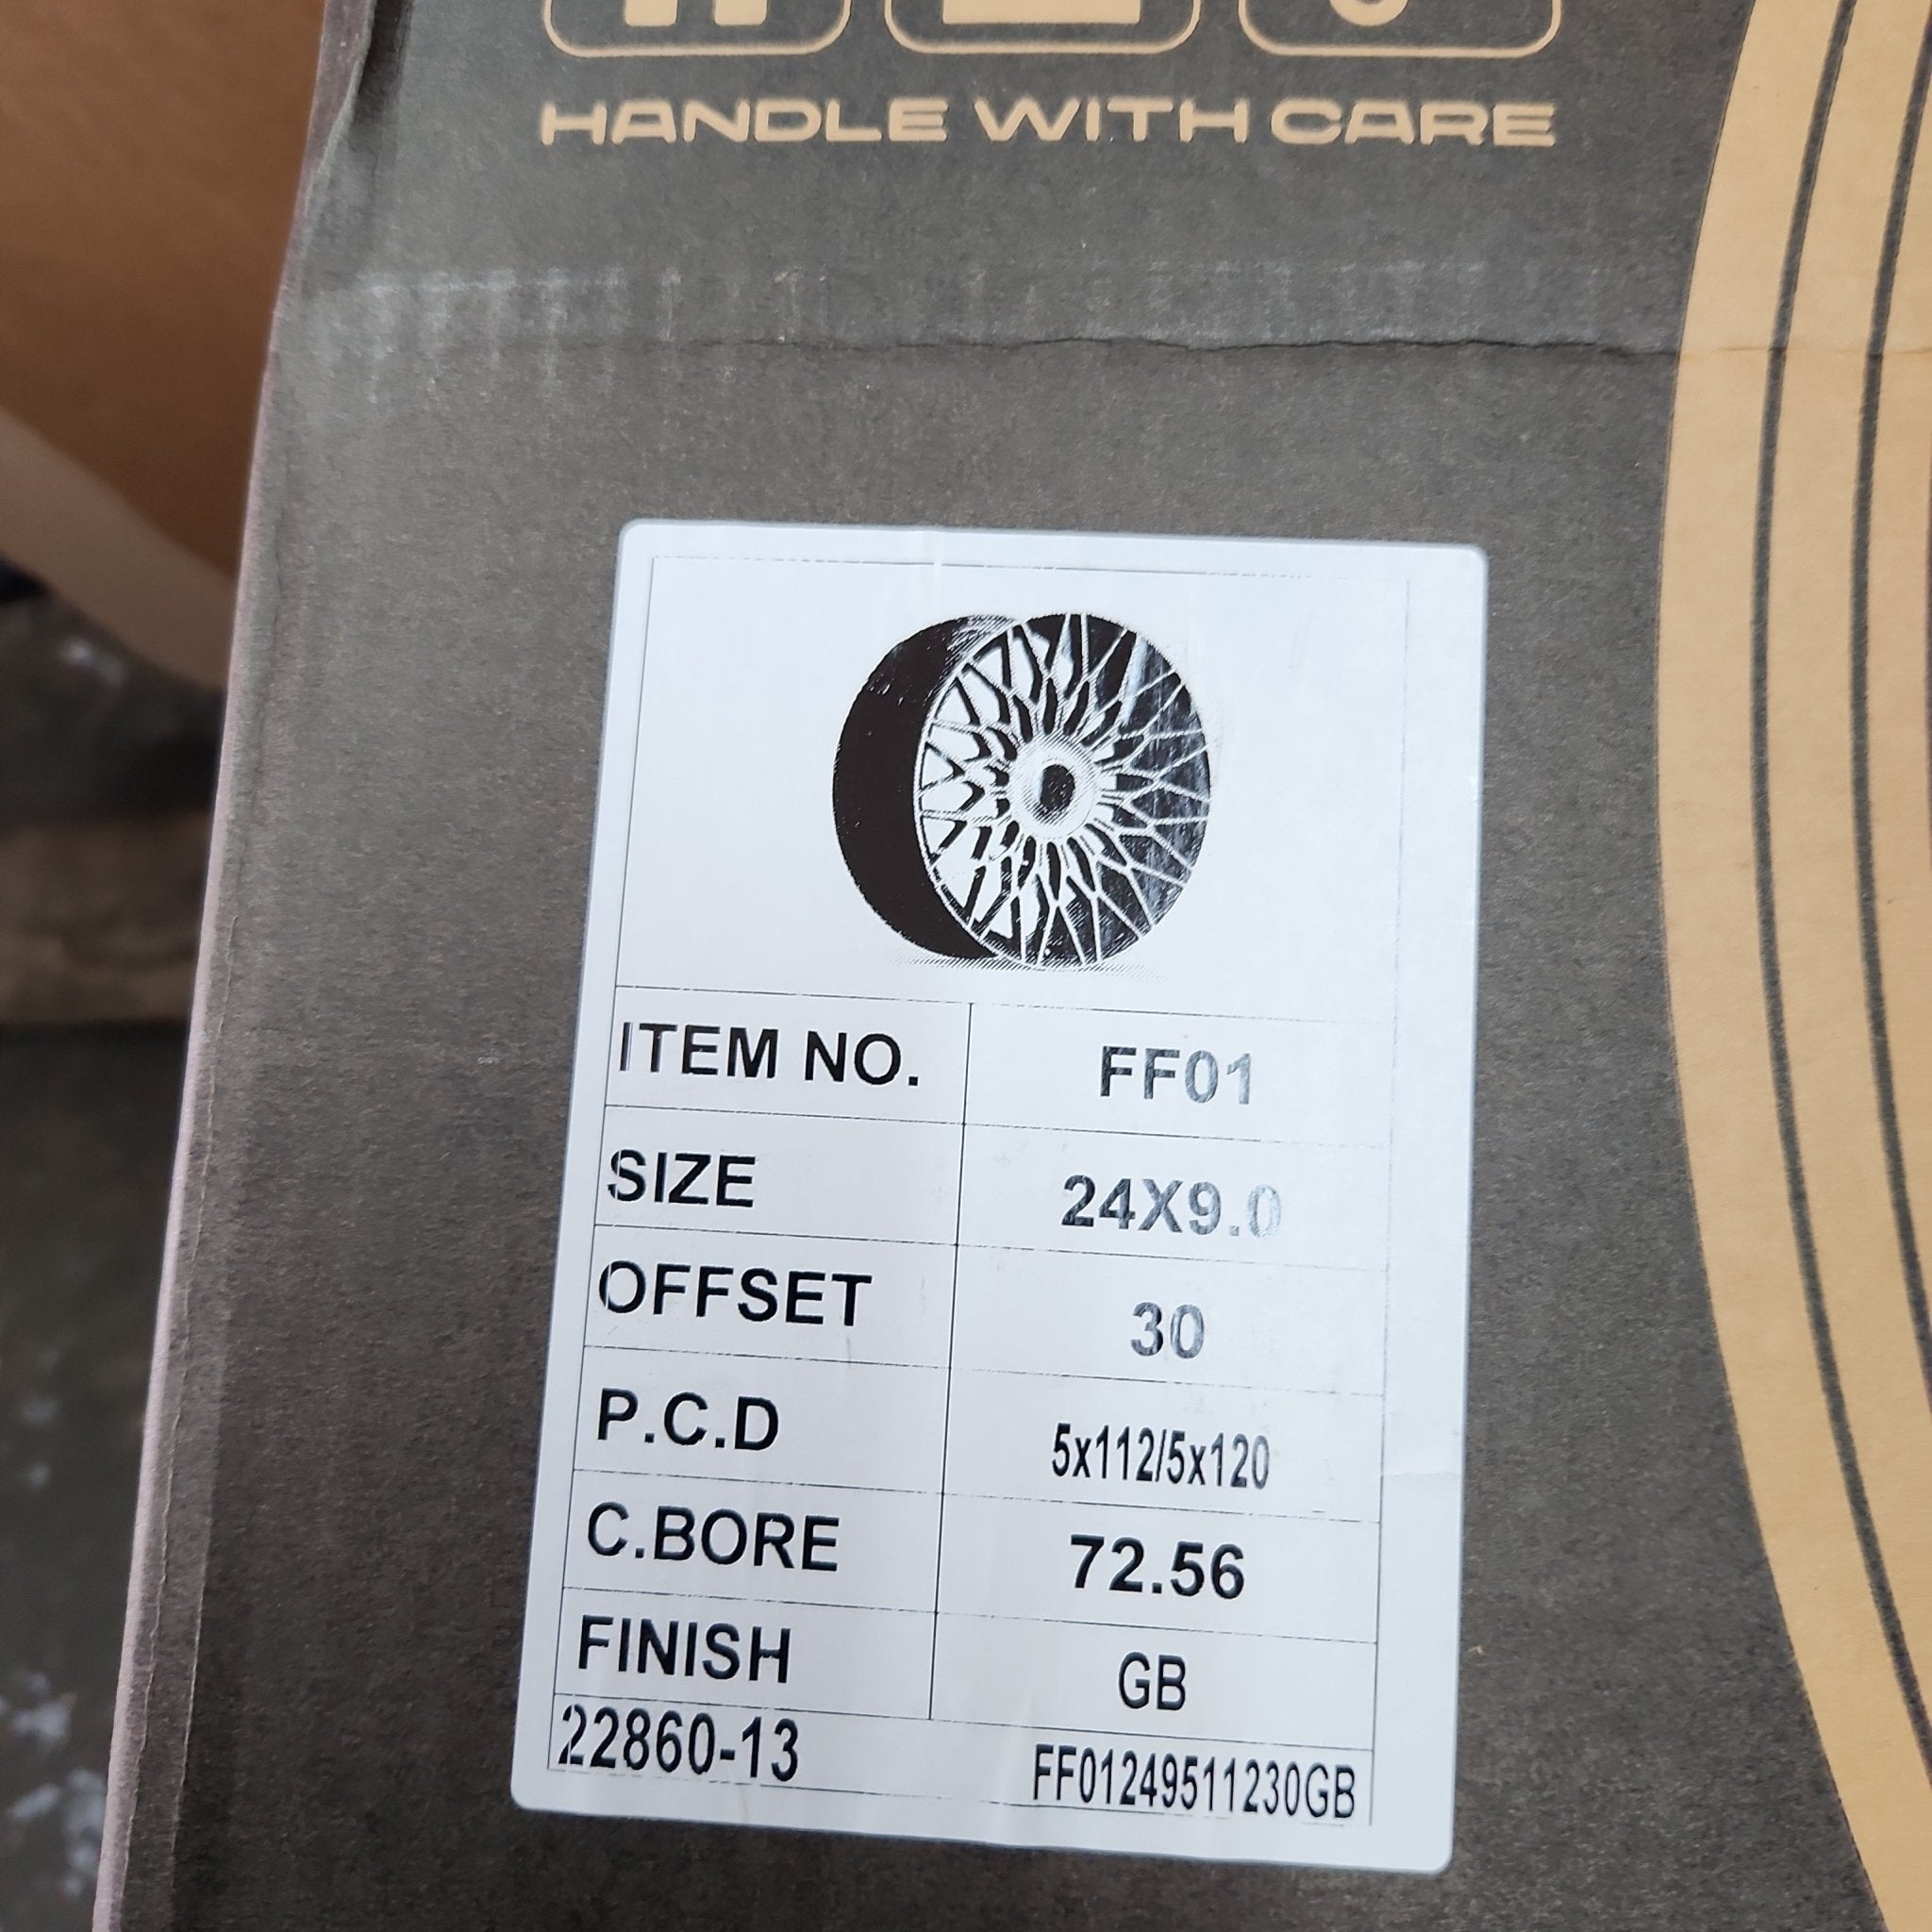 HANDLE WITH CARE
ITEM NO. FF01
SIZE 24X9.0
OFFSET 30
P.C.D 5x112/5x120
C.BORE 72.56
FINISH GB
22860-13 FF01249511230GB